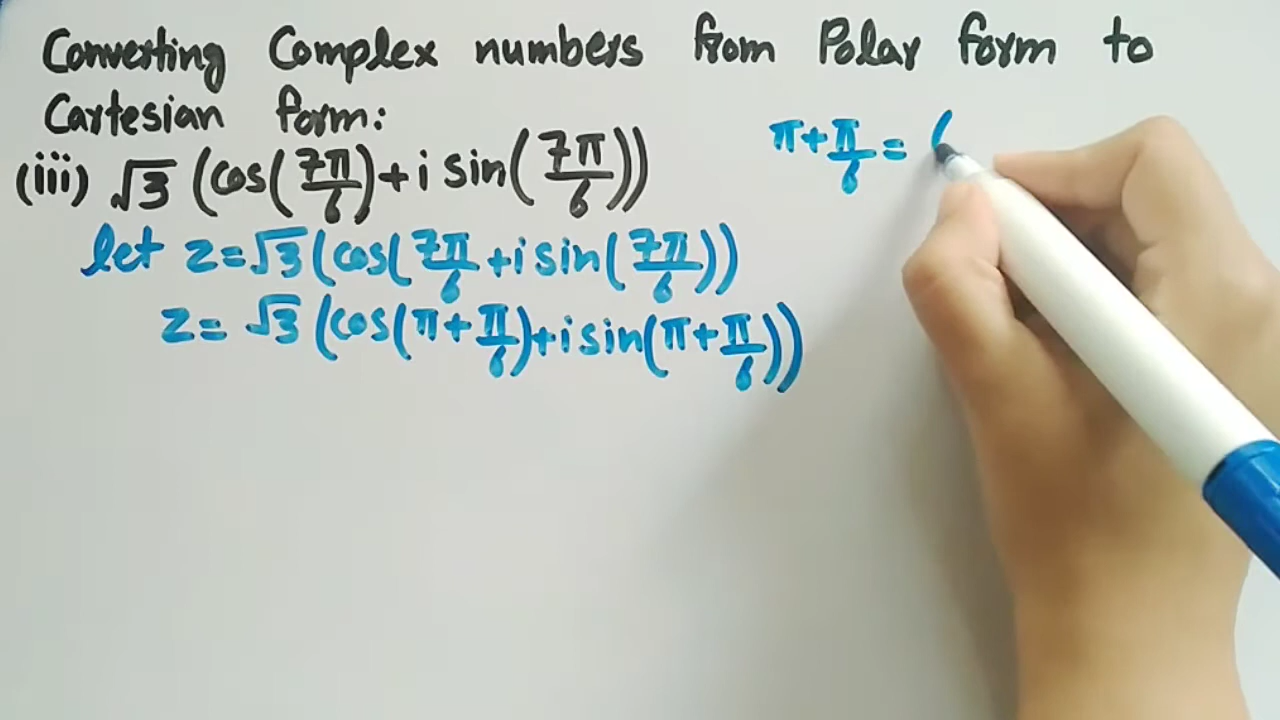 Converting Complex numbers from Polar form to
Cartesian form:
(iii) √3 (cos(7π/6)+i sin(7π/6))
π+π/6=
let z=√3(cos(7π/6+i sin(7π/6))
z= √3 (cos(π+π/6)+i sin(π+π/6))